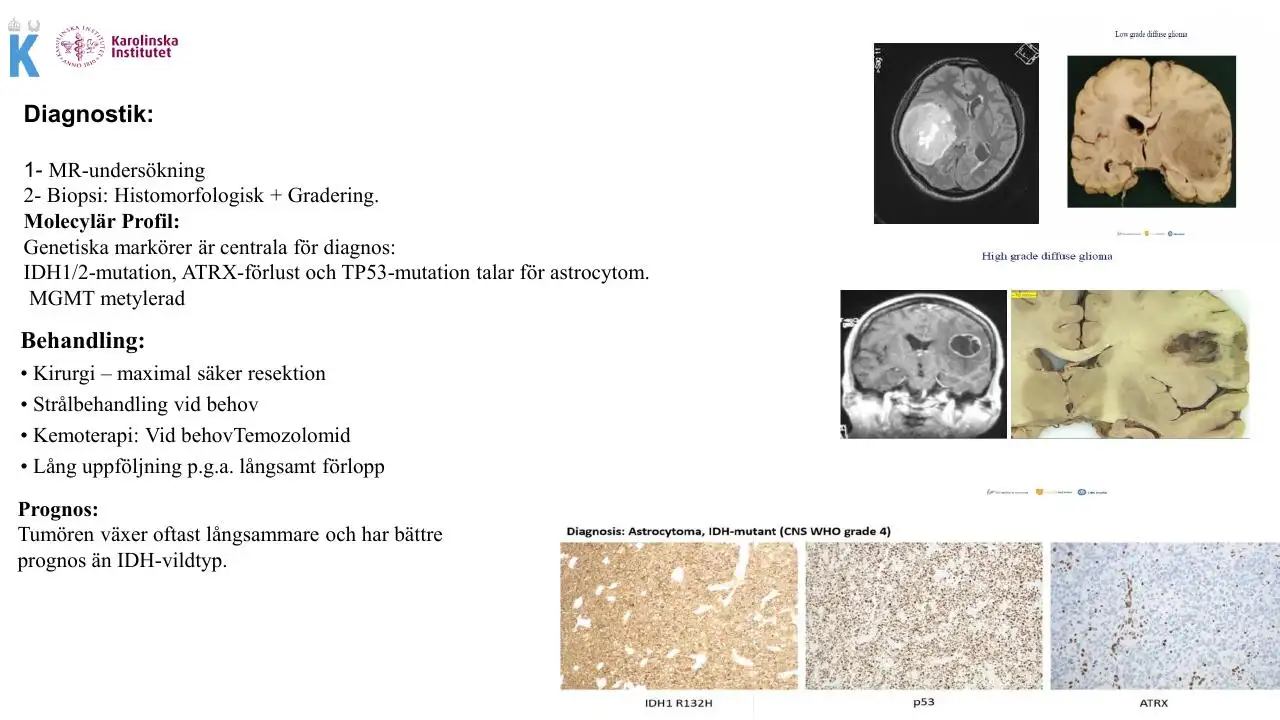 Karolinska
Institutet
Diagnostik:
1- MR-undersökning
2- Biopsi: Histomorfologisk + Gradering.
Molecylär Profil:
Genetiska markörer är centrala för diagnos:
IDH1/2-mutation, ATRX-förlust och TP53-mutation talar för astrocytom.
MGMT metylerad
Behandling:
• Kirurgi – maximal säker resektion
• Strålbehandling vid behov
• Kemoterapi: Vid behovTemozolomid
• Lång uppföljning p.g.a. långsamt förlopp
Prognos:
Tumören växer oftast långsammare och har bättre
prognos än IDH-vildtyp.
Low grade diffuse glioma
High grade diffuse glioma
Diagnosis: Astrocytoma, IDH-mutant (CNS WHO grade 4)
IDH1 R132H
p53
ATRX